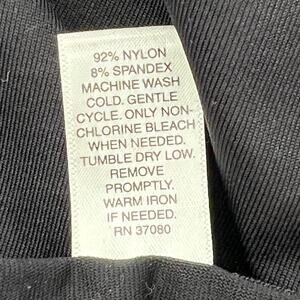 92% NYLON
8% SPANDEX
MACHINE WASH
COLD. GENTLE
CYCLE. ONLY NON-
CHLORINE BLEACH
WHEN NEEDED.
TUMBLE DRY LOW.
REMOVE
PROMPTLY.
WARM IRON
IF NEEDED.
RN 37080